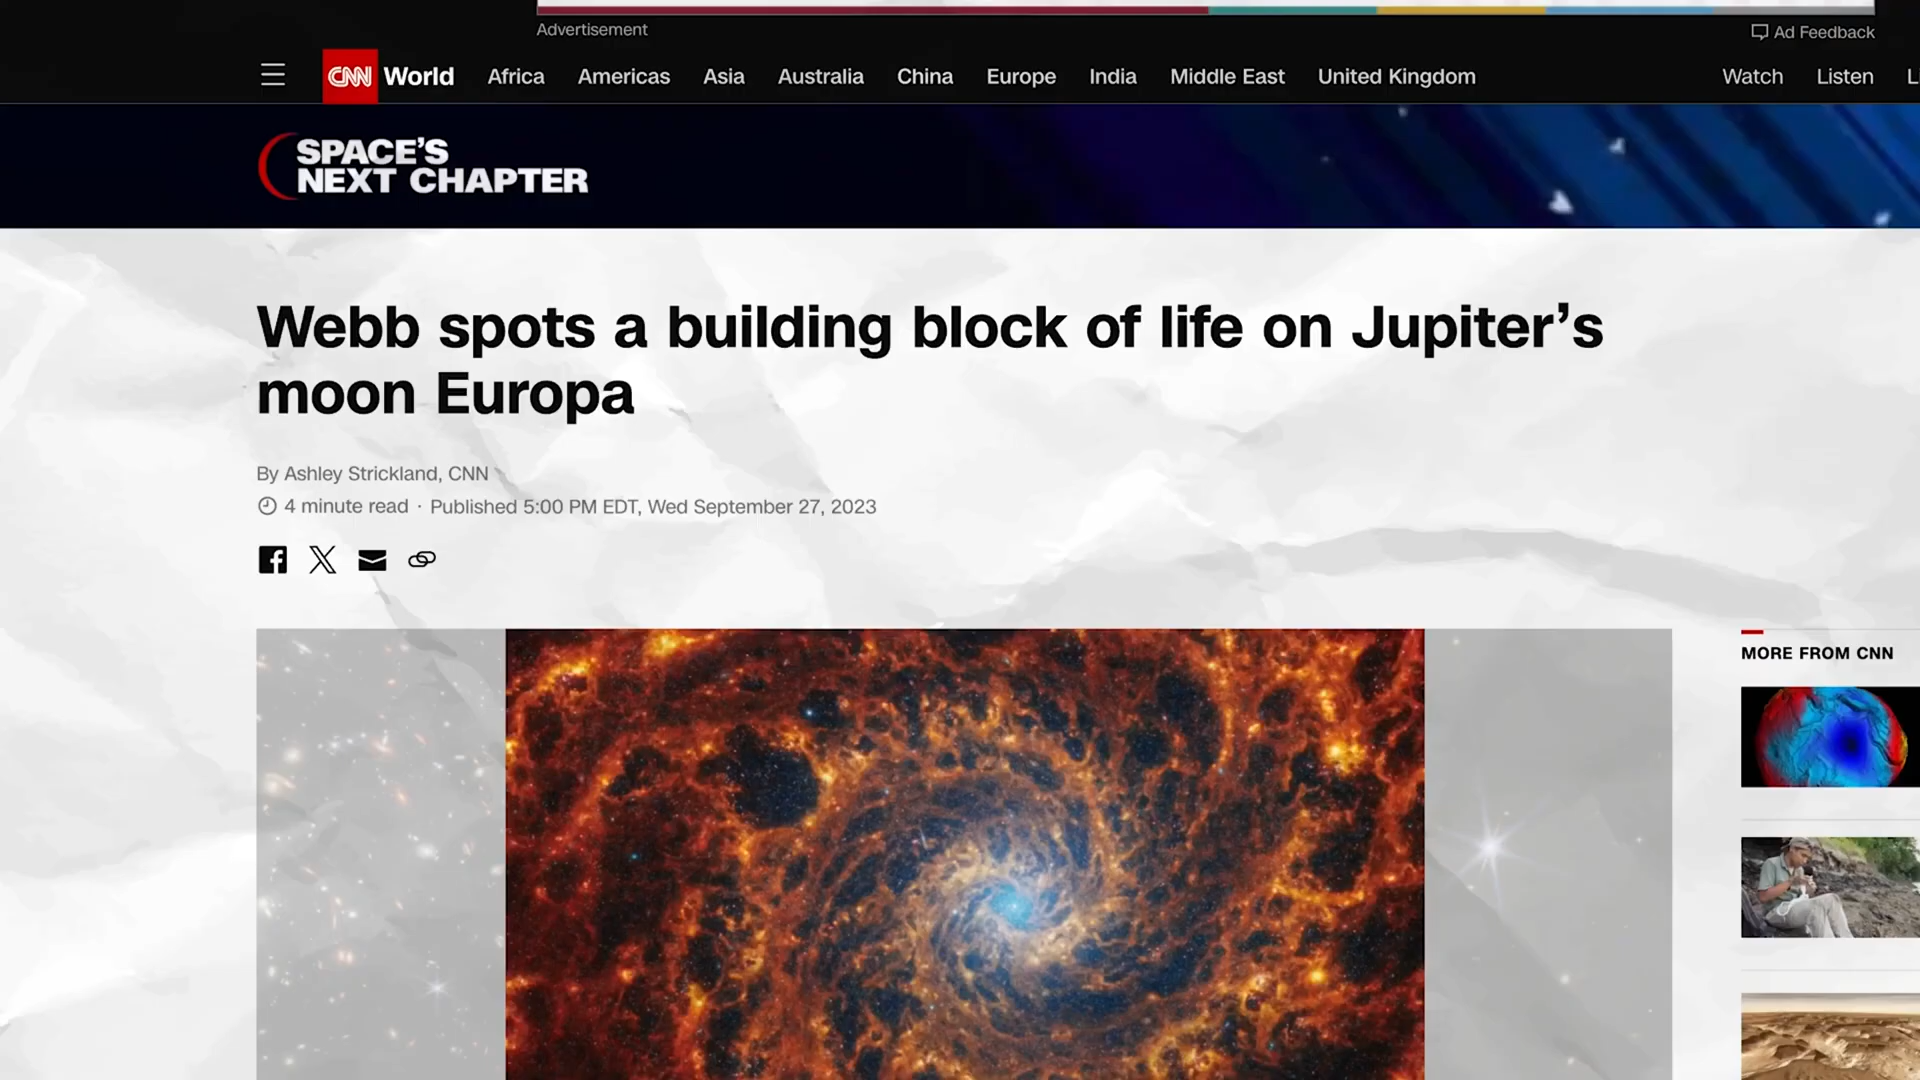 Advertisement
Ad Feedback
CNN World Africa Americas Asia Australia China Europe India Middle East United Kingdom Watch Listen
SPACE'S
NEXT CHAPTER
Webb spots a building block of life on Jupiter’s
moon Europa
By Ashley Strickland, CNN
4 minute read · Published 5:00 PM EDT, Wed September 27, 2023
MORE FROM CNN